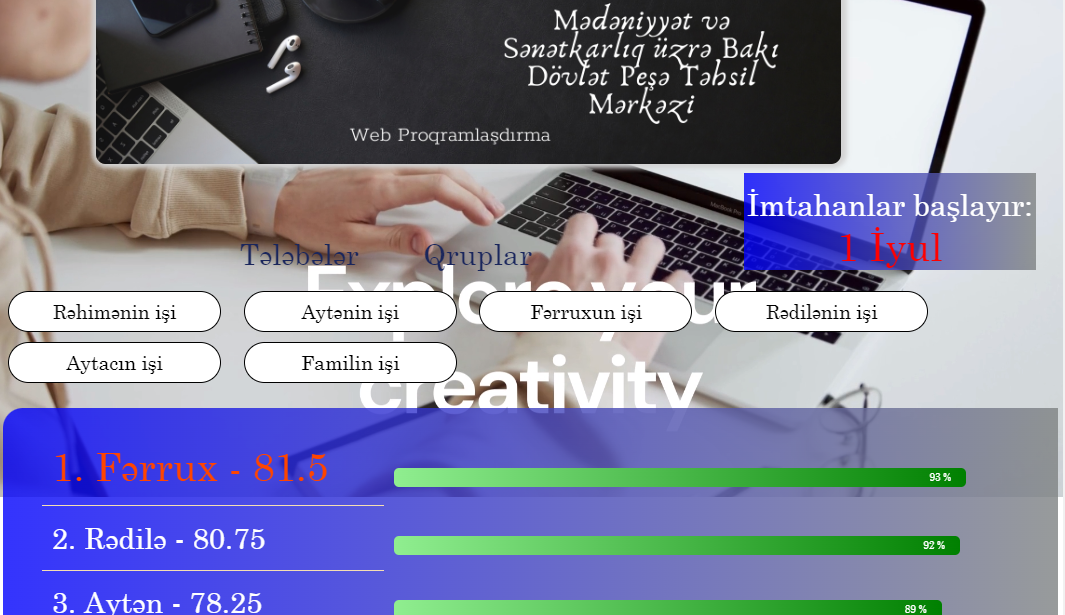 Mədəniyyət və
Sənətkarlıq üzrə Bakı
Dövlət Peşə Təhsil
Mərkəzi
Web Proqramlaşdırma
İmtahanlar başlayır:
1 İyul
Tələbələr
Qruplar
Explore your
creativity
Rəhimənin işi
Aytənin işi
Fərruxun işi
Rədilənin işi
Aytacın işi
Familin işi
1. Fərrux - 81.5
93 %
2. Rədilə - 80.75
92 %
3. Aytən - 78.25
89 %